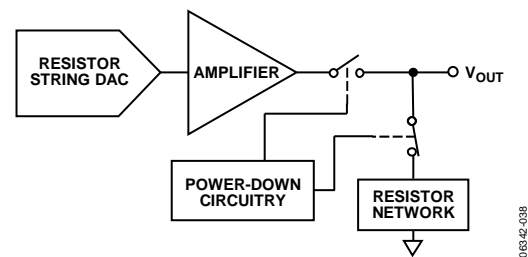 RESISTOR
STRING DAC
AMPLIFIER
VOUT
POWER-DOWN
CIRCUITRY
RESISTOR
NETWORK
06342-038